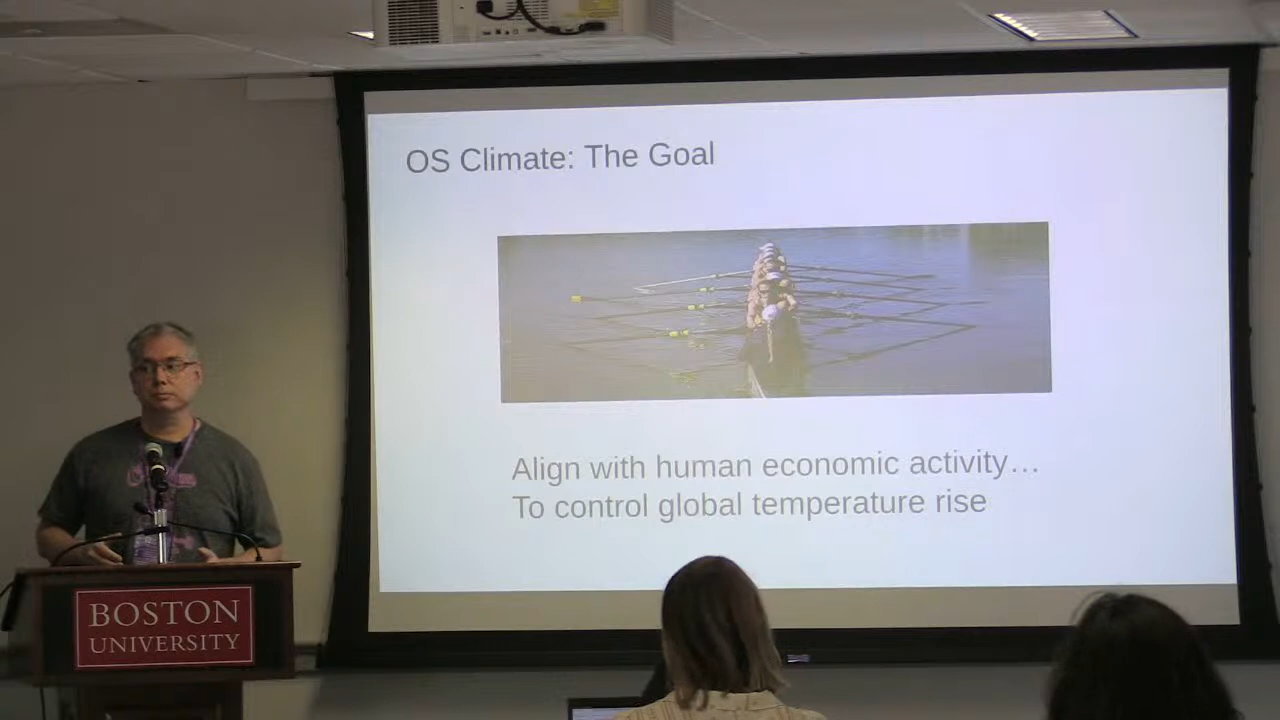 OS Climate: The Goal
Align with human economic activity…
To control global temperature rise
BOSTON
UNIVERSITY